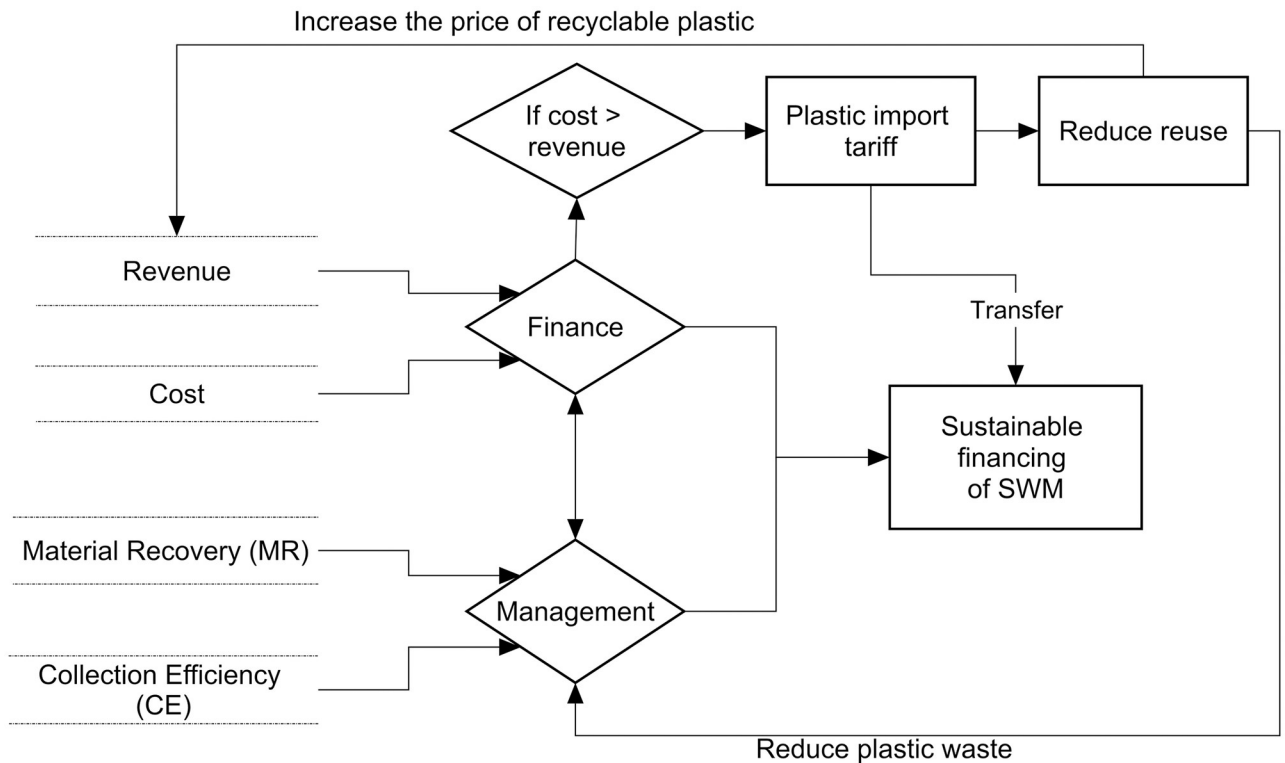 Increase the price of recyclable plastic
If cost >
revenue
Plastic import
tariff
Reduce reuse
Revenue
Finance
Transfer
Cost
Sustainable
financing
of SWM
Material Recovery (MR)
Management
Collection Efficiency
(CE)
Reduce plastic waste